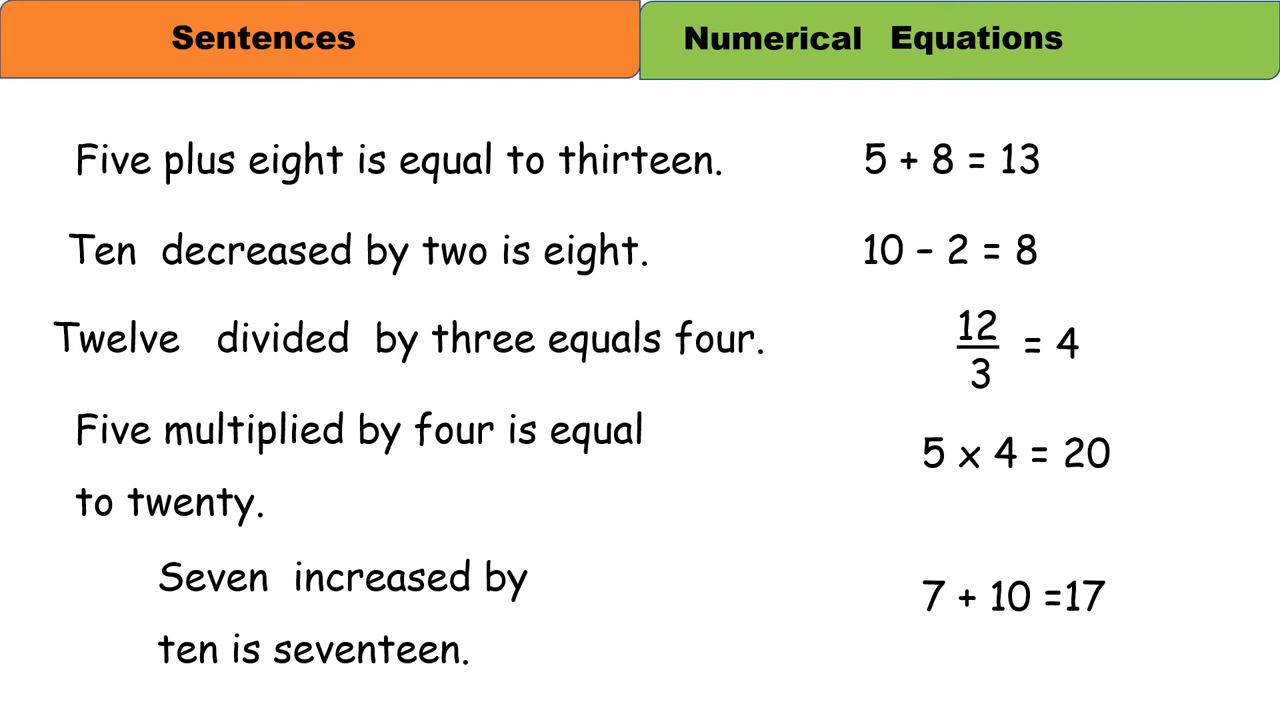 Sentences
Numerical Equations
Five plus eight is equal to thirteen.
5 + 8 = 13
Ten decreased by two is eight.
10 – 2 = 8
Twelve divided by three equals four.
12
3
= 4
Five multiplied by four is equal
to twenty.
5 x 4 = 20
Seven increased by
ten is seventeen.
7 + 10 =17